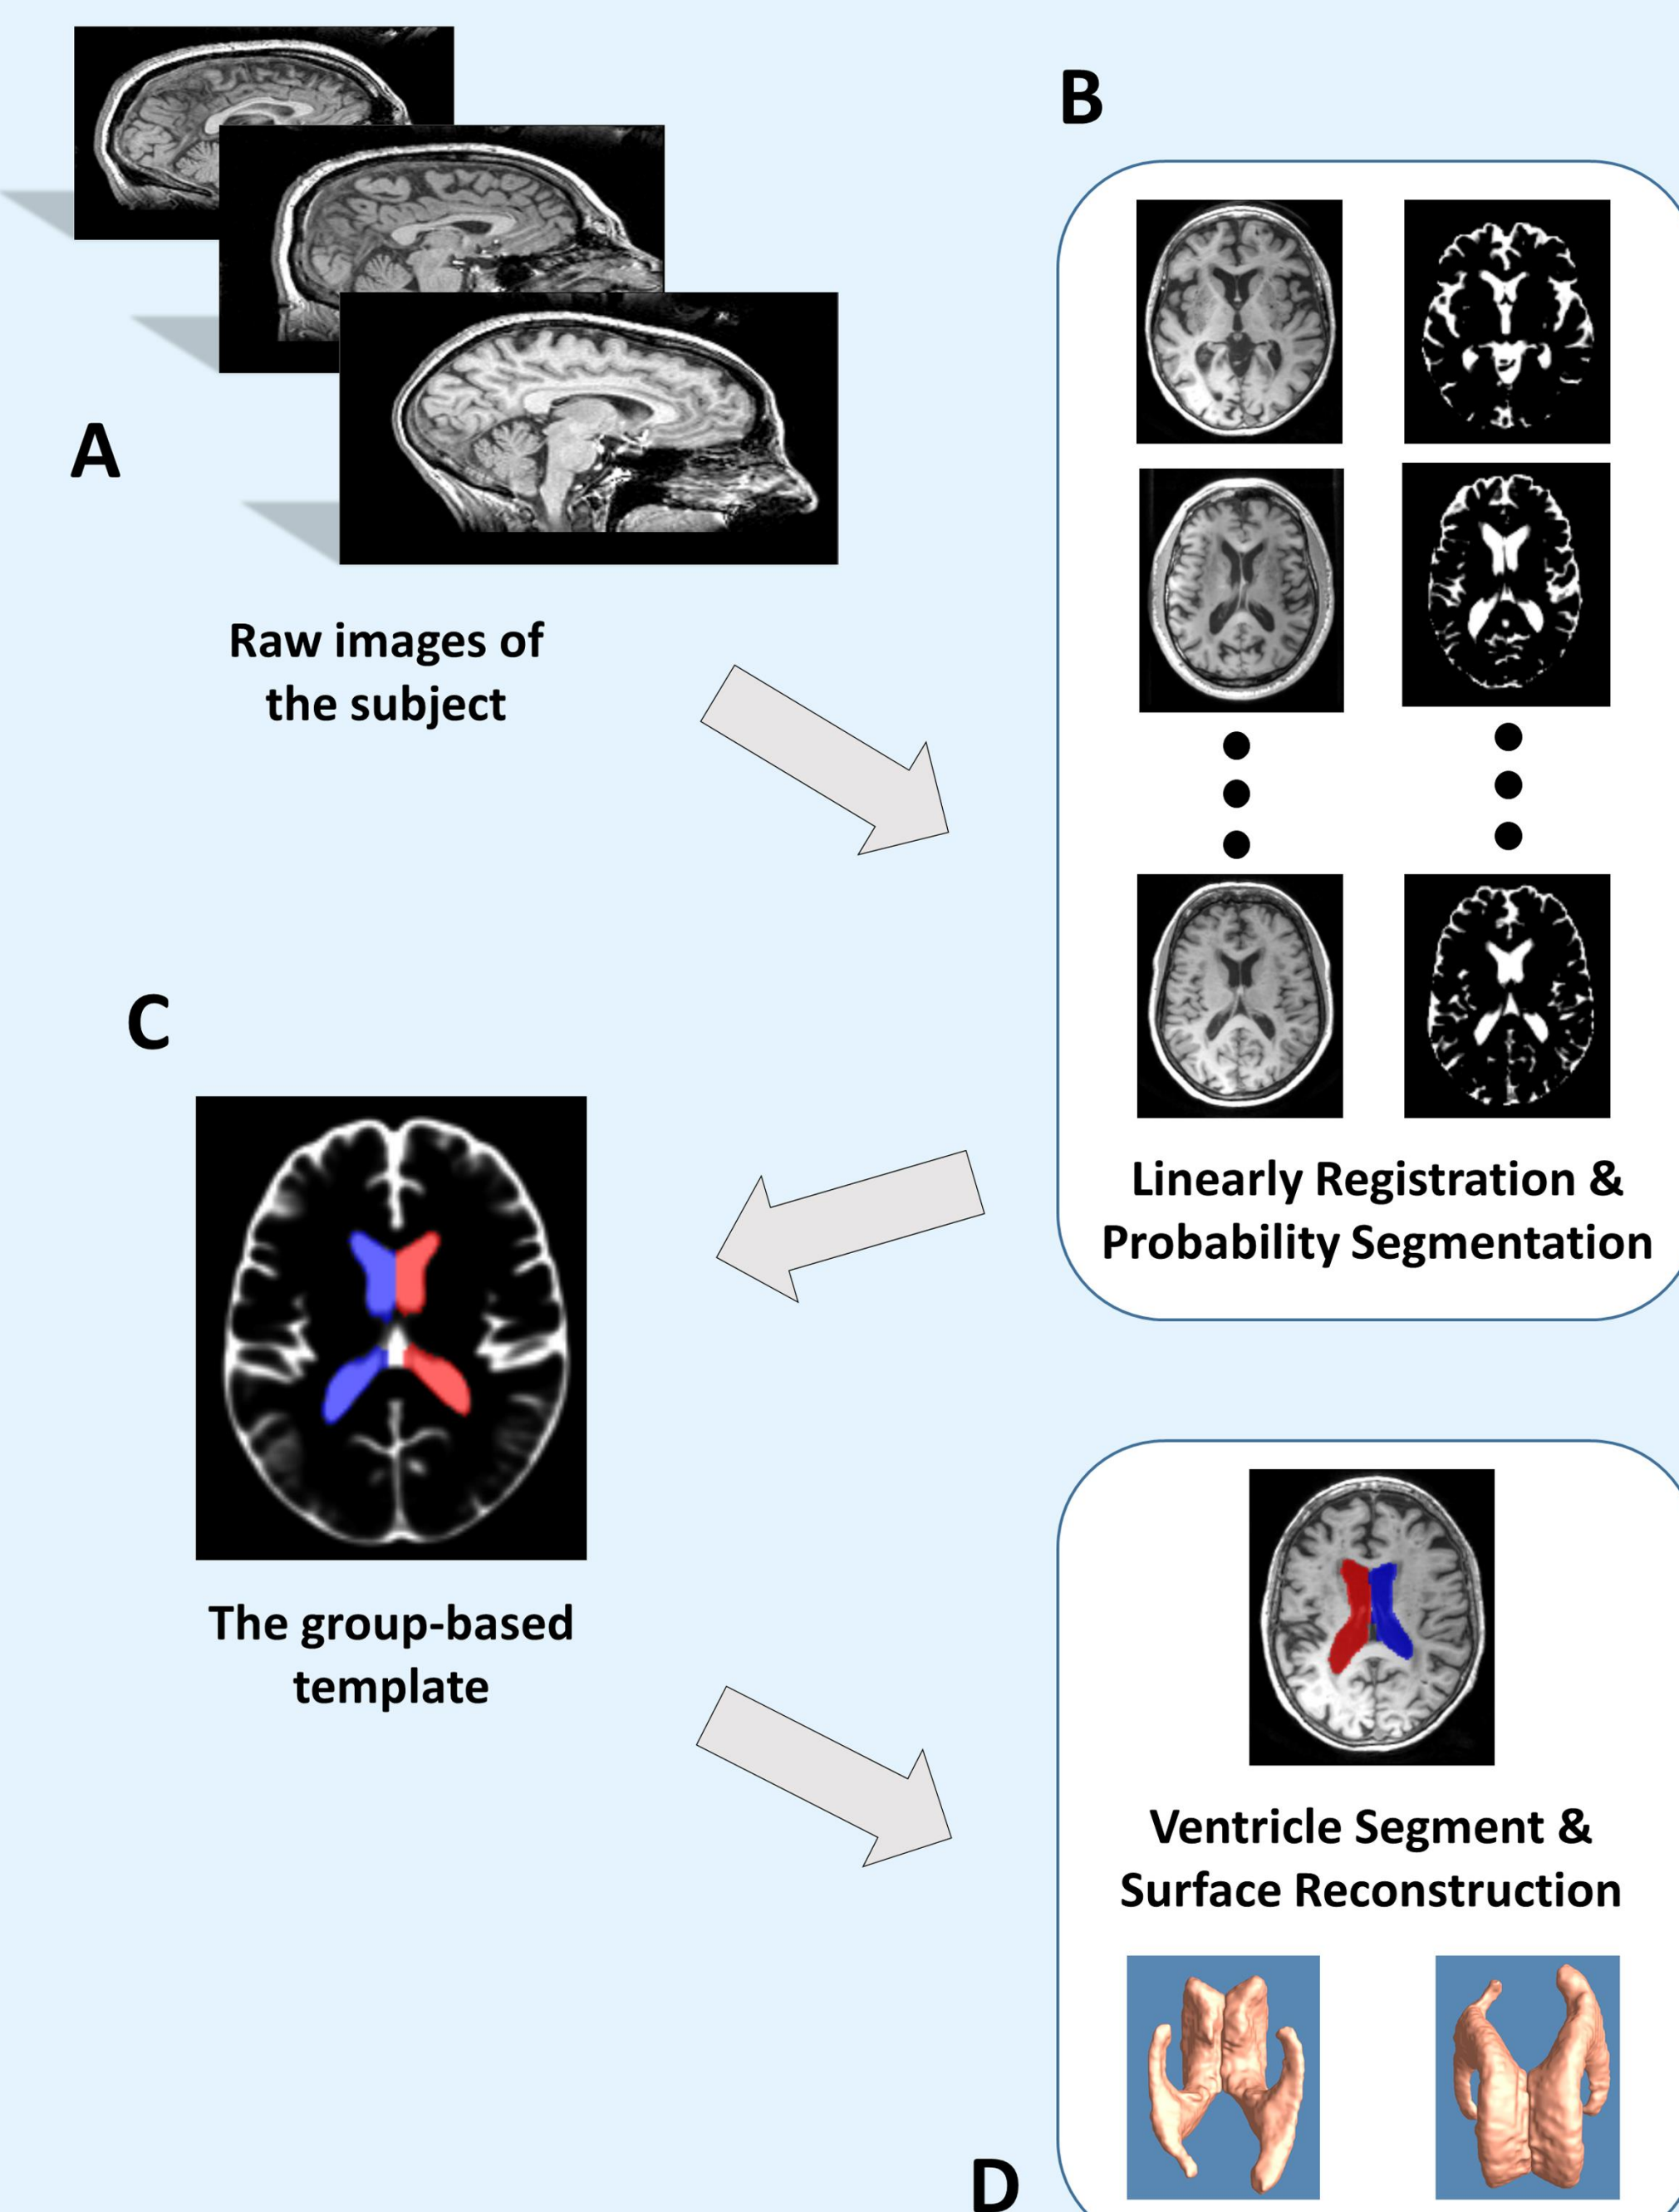 A
Raw images of
the subject
B
Linearly Registration &
Probability Segmentation
C
The group-based
template
Ventricle Segment &
Surface Reconstruction
D